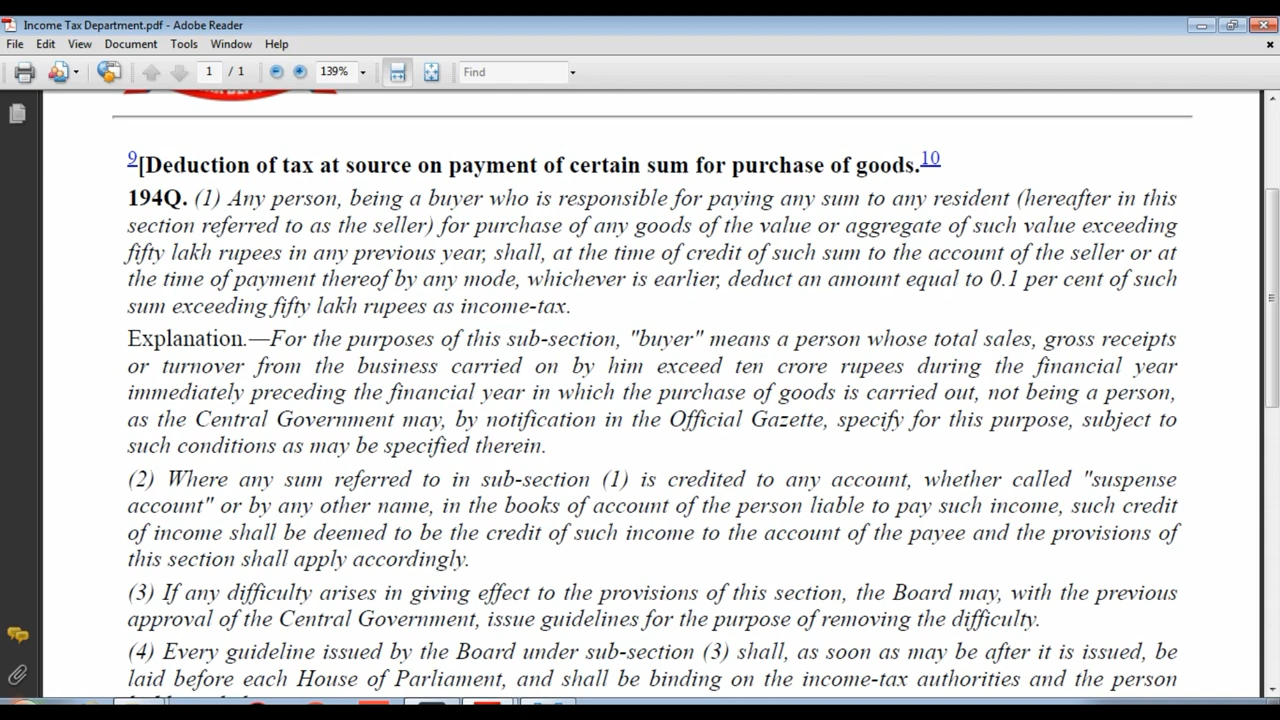 Income Tax Department.pdf - Adobe Reader
File Edit View Document Tools Window Help
1 / 1 139% Find
9[Deduction of tax at source on payment of certain sum for purchase of goods.10
194Q. (1) Any person, being a buyer who is responsible for paying any sum to any resident (hereafter in this
section referred to as the seller) for purchase of any goods of the value or aggregate of such value exceeding
fifty lakh rupees in any previous year, shall, at the time of credit of such sum to the account of the seller or at
the time of payment thereof by any mode, whichever is earlier, deduct an amount equal to 0.1 per cent of such
sum exceeding fifty lakh rupees as income-tax.
Explanation.—For the purposes of this sub-section, "buyer" means a person whose total sales, gross receipts
or turnover from the business carried on by him exceed ten crore rupees during the financial year
immediately preceding the financial year in which the purchase of goods is carried out, not being a person,
as the Central Government may, by notification in the Official Gazette, specify for this purpose, subject to
such conditions as may be specified therein.
(2) Where any sum referred to in sub-section (1) is credited to any account, whether called "suspense
account" or by any other name, in the books of account of the person liable to pay such income, such credit
of income shall be deemed to be the credit of such income to the account of the payee and the provisions of
this section shall apply accordingly.
(3) If any difficulty arises in giving effect to the provisions of this section, the Board may, with the previous
approval of the Central Government, issue guidelines for the purpose of removing the difficulty.
(4) Every guideline issued by the Board under sub-section (3) shall, as soon as may be after it is issued, be
laid before each House of Parliament, and shall be binding on the income-tax authorities and the person